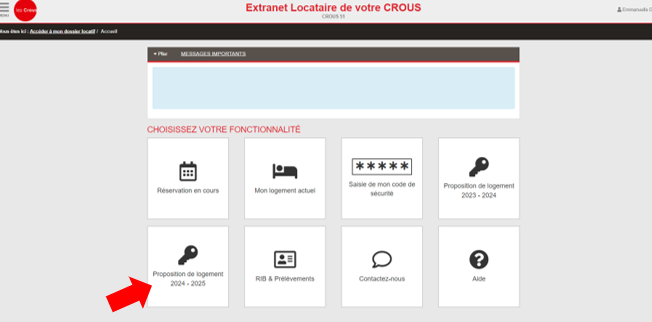 MENU
les Crous
Extranet Locataire de votre CROUS
CROUS 51
Emmanuelle
Vous êtes ici : Accéder à mon dossier locatif / Accueil
Plier MESSAGES IMPORTANTS
CHOISISSEZ VOTRE FONCTIONNALITÉ
Réservation en cours
Mon logement actuel
*****
Saisie de mon code de
sécurité
Proposition de logement
2023 - 2024
Proposition de logement
2024 - 2025
RIB & Prélèvements
Contactez-nous
Aide